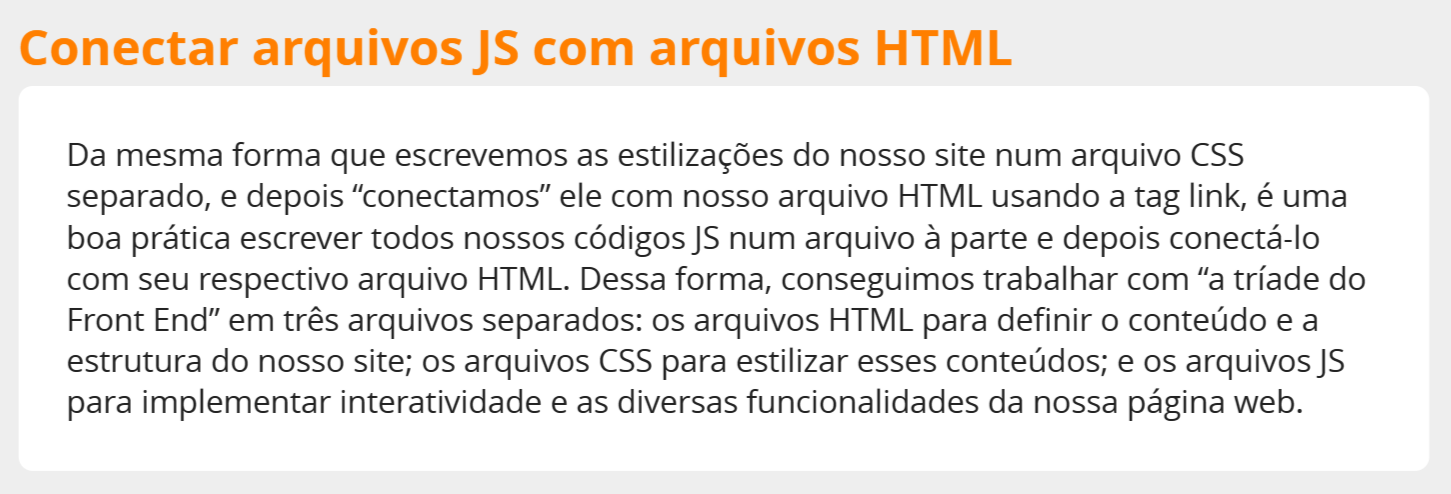 Conectar arquivos JS com arquivos HTML
Da mesma forma que escrevemos as estilizações do nosso site num arquivo CSS
separado, e depois “conectamos” ele com nosso arquivo HTML usando a tag link, é uma
boa prática escrever todos nossos códigos JS num arquivo à parte e depois conectá-lo
com seu respectivo arquivo HTML. Dessa forma, conseguimos trabalhar com “a tríade do
Front End” em três arquivos separados: os arquivos HTML para definir o conteúdo e a
estrutura do nosso site; os arquivos CSS para estilizar esses conteúdos; e os arquivos JS
para implementar interatividade e as diversas funcionalidades da nossa página web.